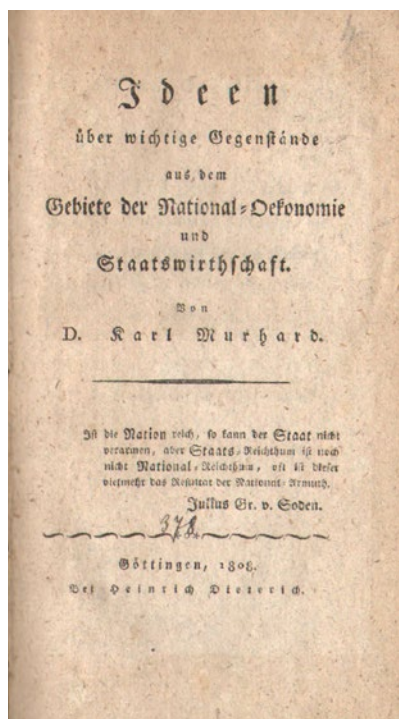 Ideen
über wichtige Gegenstände
aus dem
Gebiete der National-Oekonomie
und
Staatswirthschaft.
Von
D. Karl Murhard.
Ist die Nation reich, so kann der Staat nicht
verarmen, aber Staats-Reichthum ist noch
nicht National-Reichthum, oft ist dieser
vielmehr das Resultat der National-Armuth.
Julius Gr. v. Soden.
378.
Göttingen, 1808.
Bei Heinrich Dieterich.